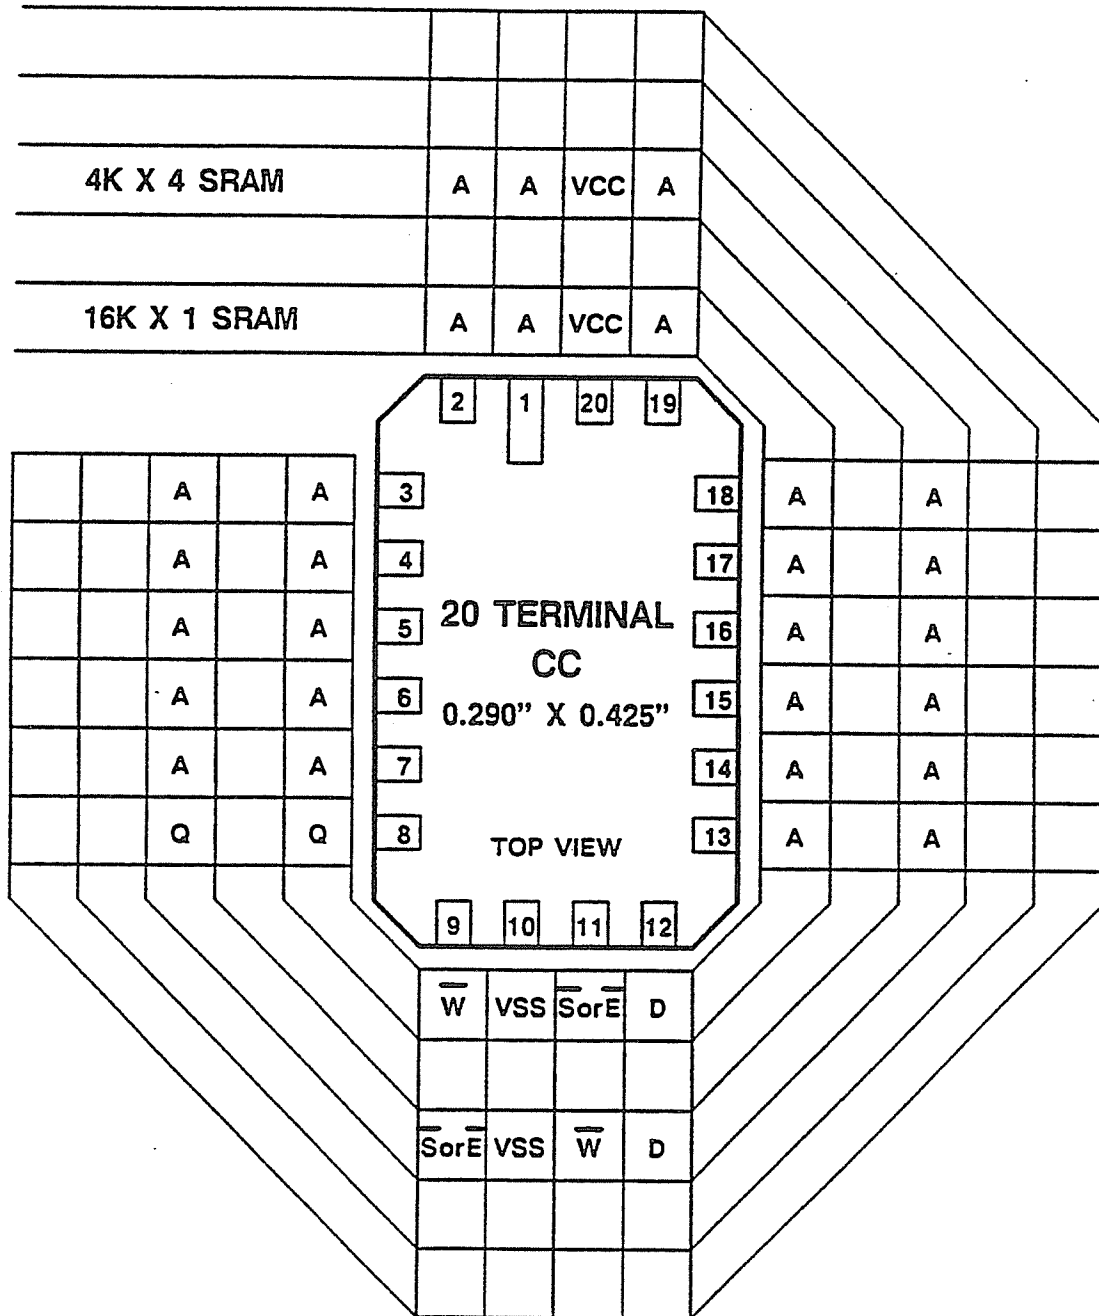 4K X 4 SRAM A A VCC A
16K X 1 SRAM A A VCC A
2 1 20 19
A A 3 18 A A
A A 4 17 A A
A A 5 20 TERMINAL 16 A A
CC
A A 6 0.290” X 0.425” 15 A A
A A 7 14 A A
Q Q 8 TOP VIEW 13 A A
9 10 11 12
W̅ VSS S̅orE̅ D
S̅orE̅ VSS W̅ D